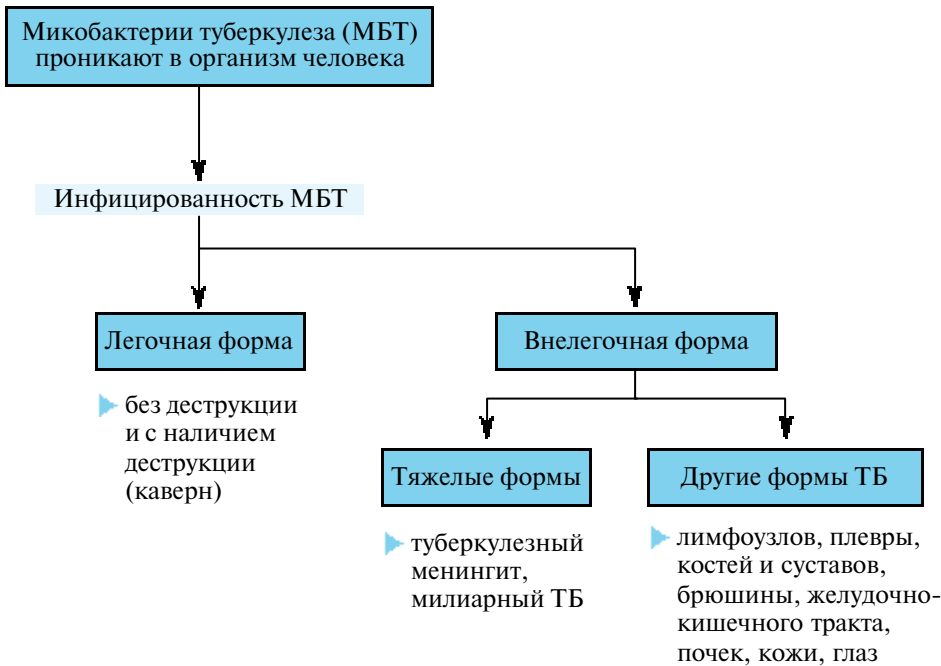 Микобактерии туберкулеза (МБТ)
проникают в организм человека
Инфицированность МБТ
Легочная форма
Внелегочная форма
без деструкции
и с наличием
деструкции
(каверн)
Тяжелые формы
Другие формы ТБ
туберкулезный
менингит,
милиарный ТБ
лимфоузлов, плевры,
костей и суставов,
брюшины, желудочно-
кишечного тракта,
почек, кожи, глаз